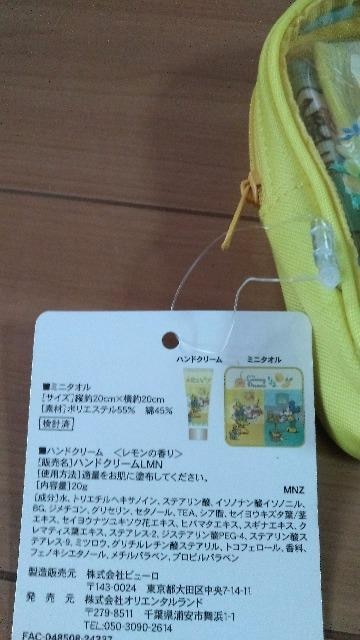 ハンドクリーム ミニタオル
■ミニタオル
[サイズ]縦約20cm×横約20cm
[素材]ポリエステル55% 綿45%
検針済
■ハンドクリーム <レモンの香り>
[販売名]ハンドクリームLMN
[使用方法]適量をお肌に塗布してください。
[内容量]20g
MNZ
[成分]水、トリエチルヘキサノイン、ステアリン酸、イソノナン酸イソノニル、
BG、ジメチコン、グリセリン、セタノール、TEA、シア脂、セイヨウキズタ葉/茎
エキス、セイヨウナツユキソウ花エキス、ヒバマタエキス、スギナエキス、ク
レマティス葉エキス、ステアレス-2、ジステアリン酸PEG-4、ステアリン酸ス
テアレス-9、ミツロウ、グリチルレチン酸ステアリル、トコフェロール、香料、
フェノキシエタノール、メチルパラベン、プロピルパラベン
製造販売元 株式会社ピューロ
〒143-0024 東京都大田区中央7-14-11
発売元 株式会社オリエンタルランド
〒279-8511 千葉県浦安市舞浜1-1
TEL:050-3090-2614